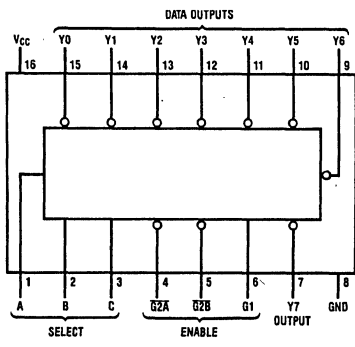 DATA OUTPUTS
VCC Y0 Y1 Y2 Y3 Y4 Y5 Y6
16 15 14 13 12 11 10 9
1 2 3 4 5 6 7 8
A B C G2A G2B G1 Y7 GND
SELECT ENABLE OUTPUT